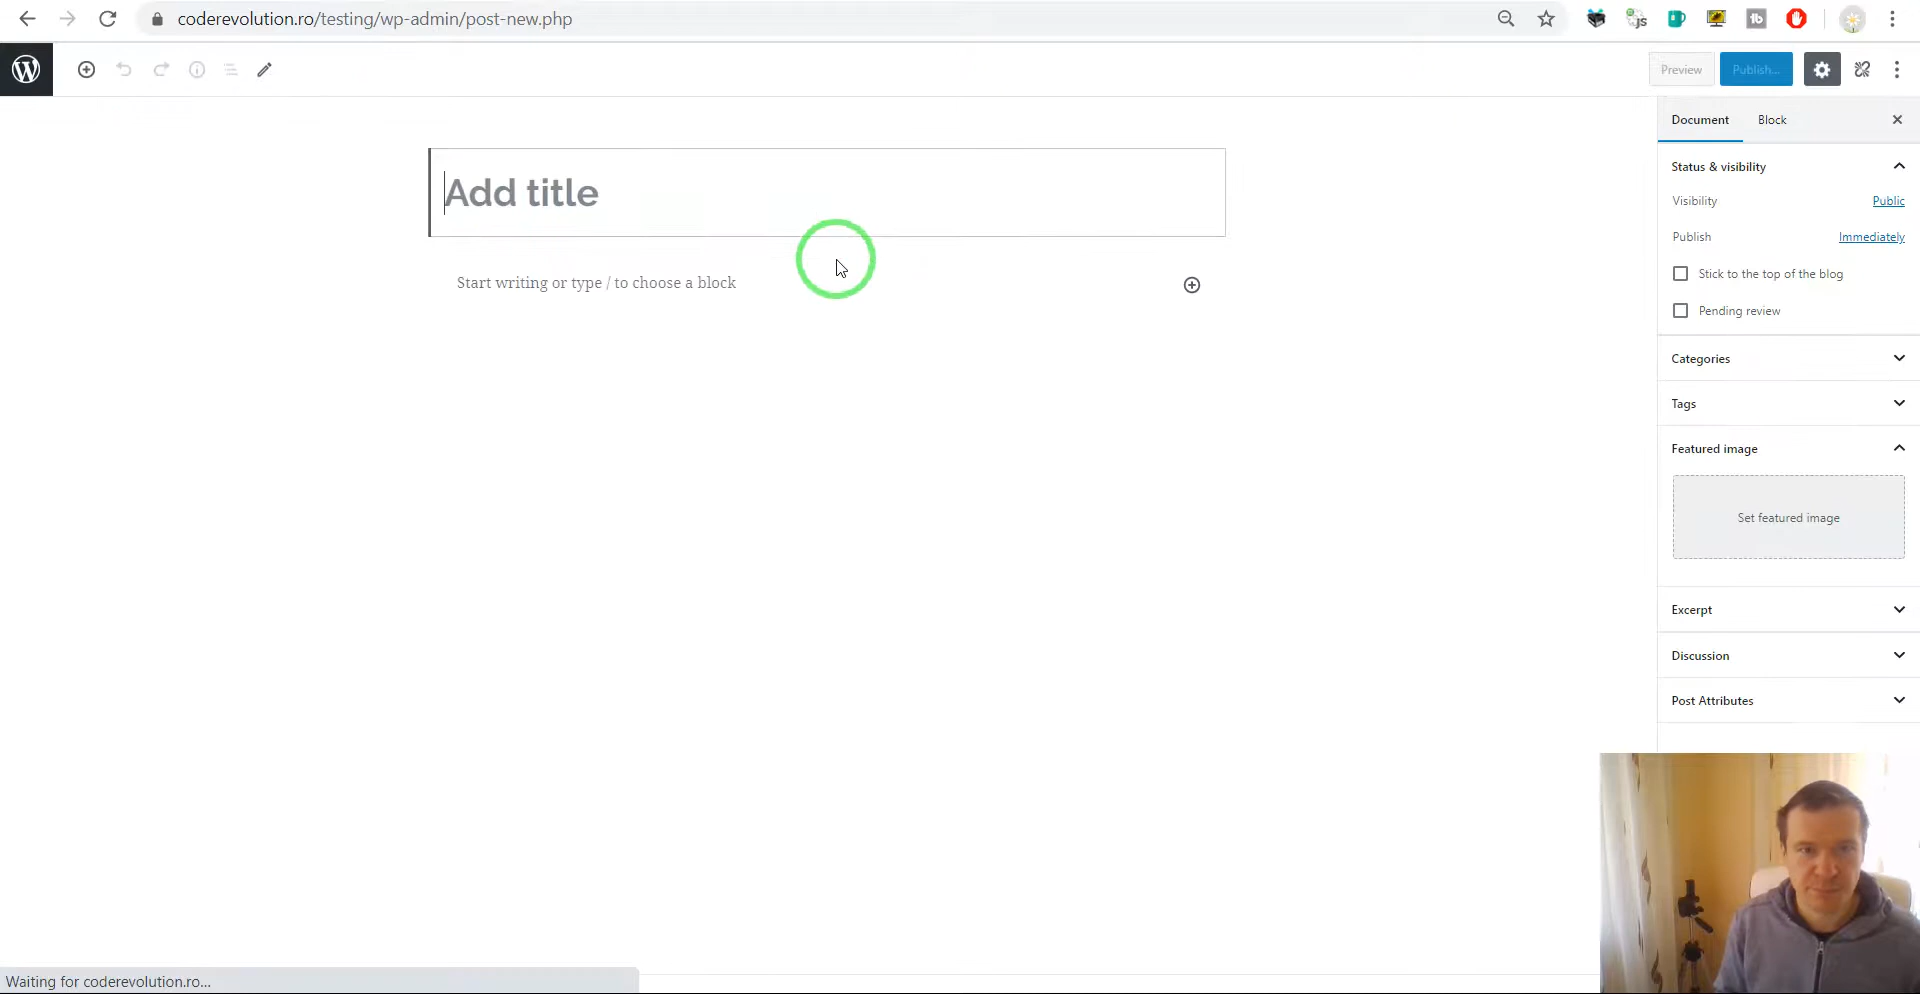 coderevolution.ro/testing/wp-admin/post-new.php
js
tb
Preview
Publish...
Document
Block
Add title
Start writing or type / to choose a block
Status & visibility
Visibility
Public
Publish
Immediately
Stick to the top of the blog
Pending review
Categories
Tags
Featured image
Set featured image
Excerpt
Discussion
Post Attributes
Waiting for coderevolution.ro...